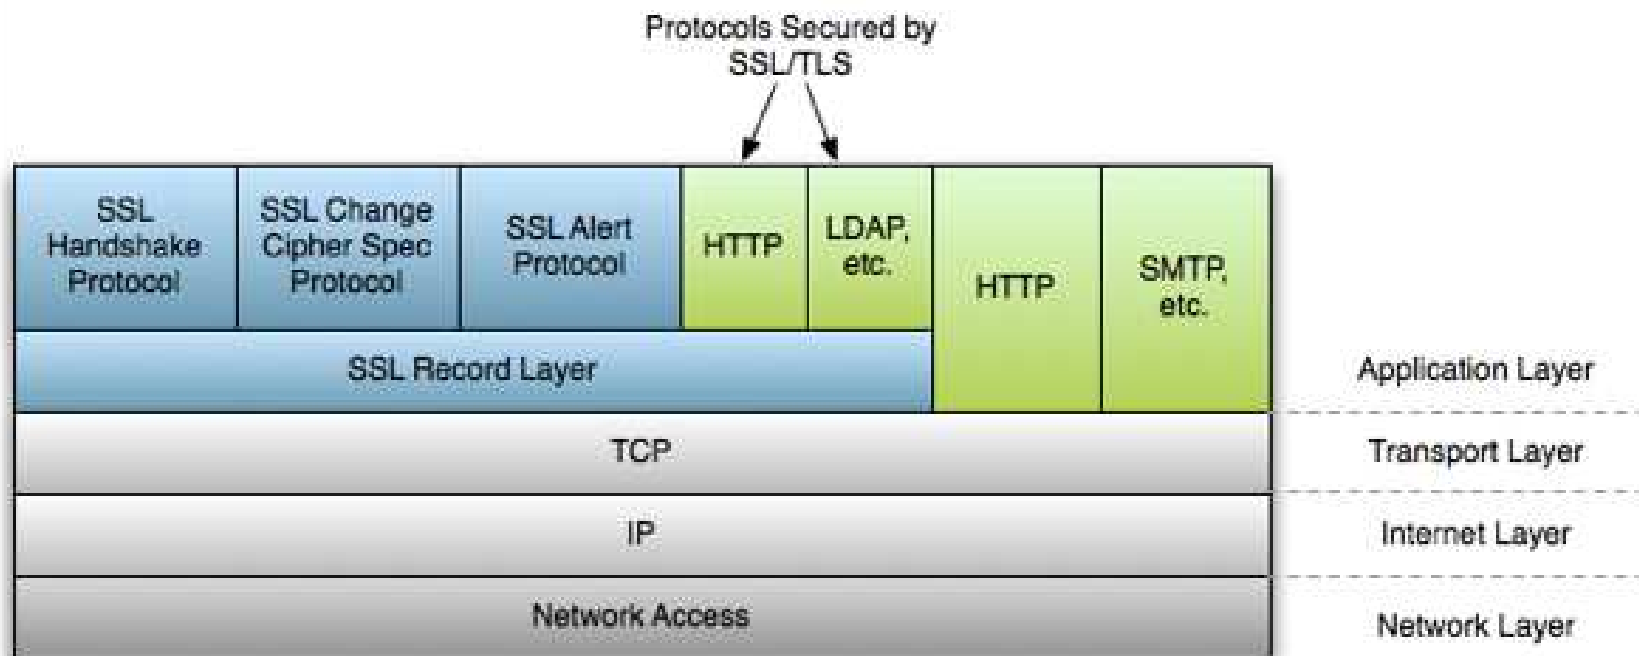 Protocols Secured by
SSL/TLS
SSL
Handshake
Protocol
SSL Change
Cipher Spec
Protocol
SSL Alert
Protocol
HTTP
LDAP,
etc.
HTTP
SMTP,
etc.
SSL Record Layer
Application Layer
TCP
Transport Layer
IP
Internet Layer
Network Access
Network Layer